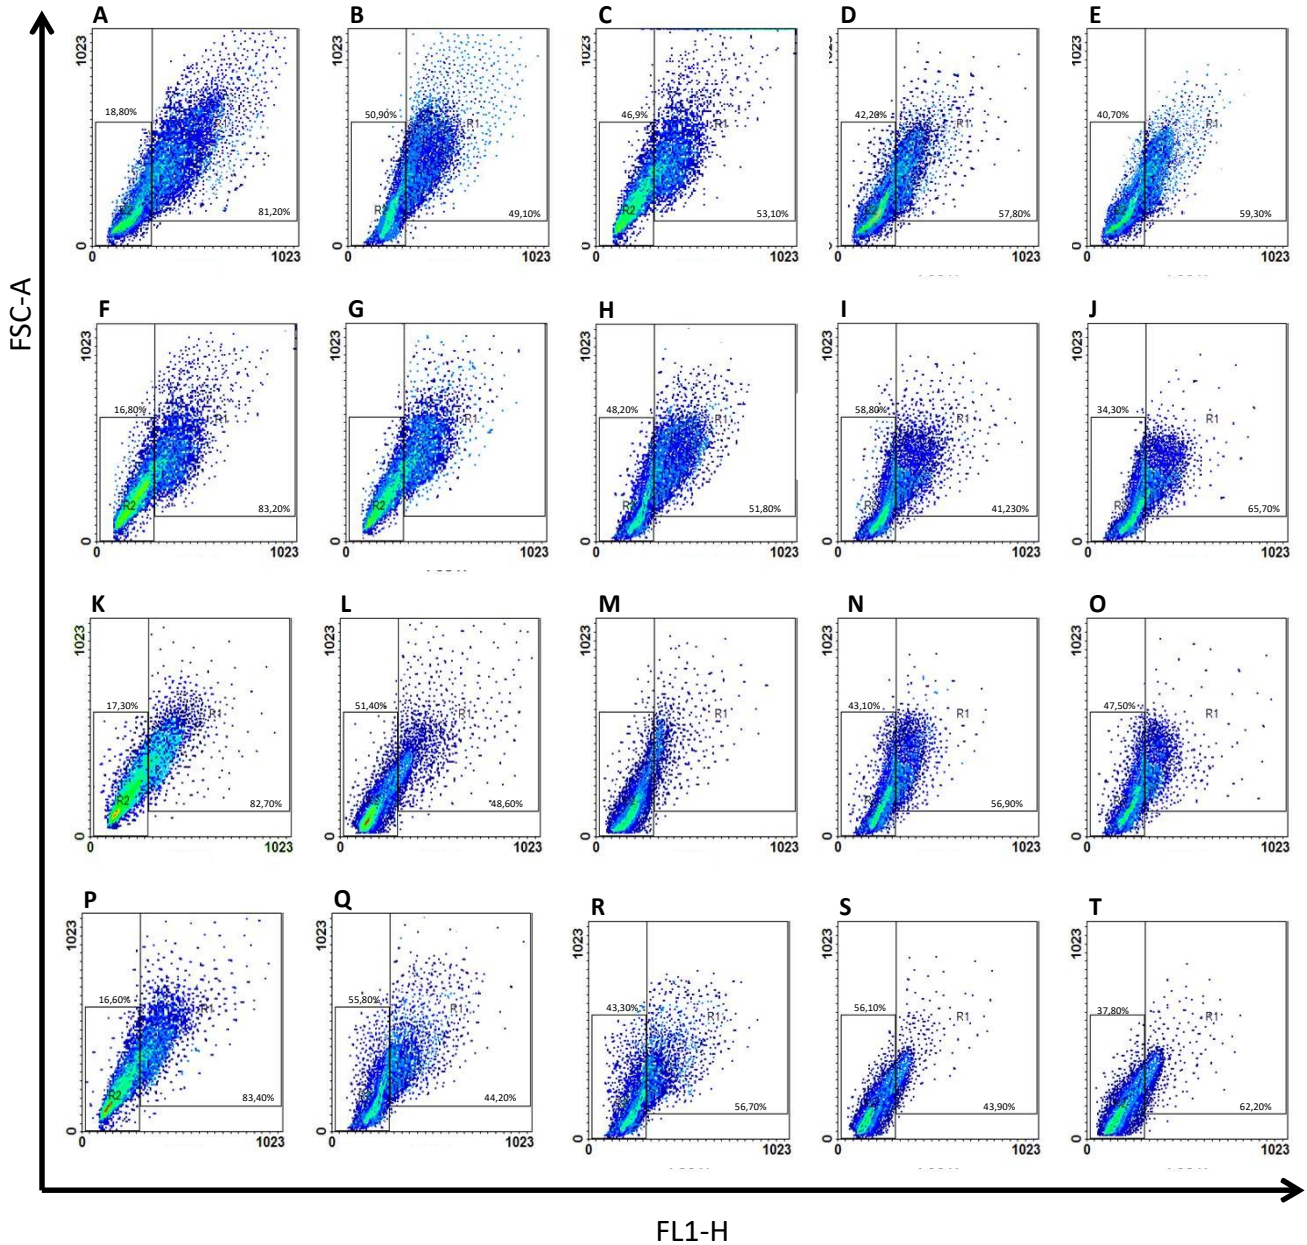 A B C D E
1023 1023 1023 1023
18,80% 50,90% 46,9% 42,20% 40,70%
R1 R1 R1 R1
R2 R R2
81,20% 49,10% 53,10% 57,80% 59,30%
0 0 0 0 0
0 1023 0 1023 0 1023 0 1023 0 1023
FSC-A
F G H I J
1023 1023 1023 1023 1023
16,80% 48,20% 58,80% 34,30%
R1 R1 R1 R1 R1
R2 R2 R R
83,20% 51,80% 41,230% 65,70%
0 0 0 0 0
0 1023 0 1023 0 1023 0 1023 0 1023
K L M N O
1023 1023 1023 1023 1023
17,30% 51,40% 43,10% 47,50%
R1 R1 R1 R1 R1
R2
82,70% 48,60% 56,90%
0 0 0 0 0
0 1023 0 1023 0 1023 0 1023 0 1023
P Q R S T
1023 1023 1023 1023 1023
16,60% 55,80% 43,30% 56,10% 37,80%
R1 R1 R1 R1 R1
R2
83,40% 44,20% 56,70% 43,90% 62,20%
0 0 0 0 0
0 1023 0 1023 0 1023 0 1023 0 1023
FL1-H